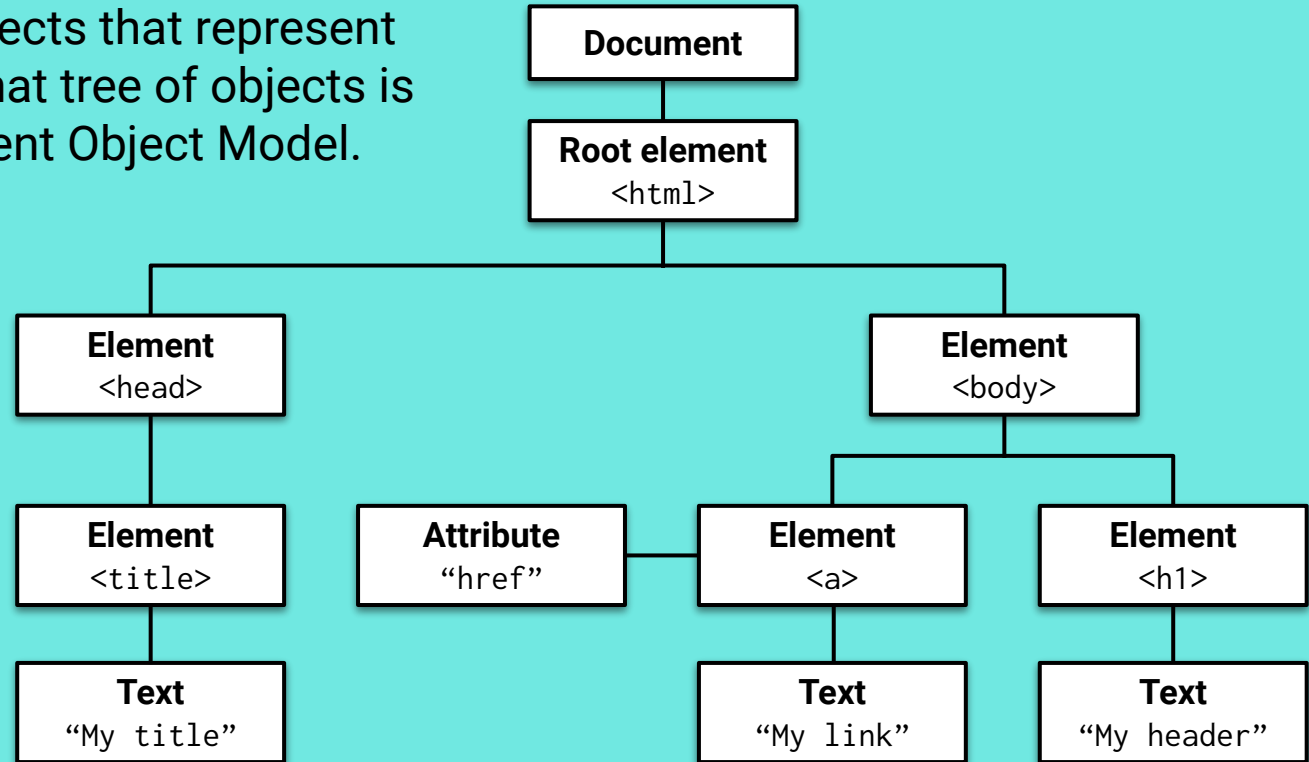 ects that represent
nat tree of objects is
ent Object Model.
Document
Root element
<html>
Element
<head>
Element
<body>
Element
<title>
Attribute
“href”
Element
<a>
Element
<h1>
Text
“My title”
Text
“My link”
Text
“My header”